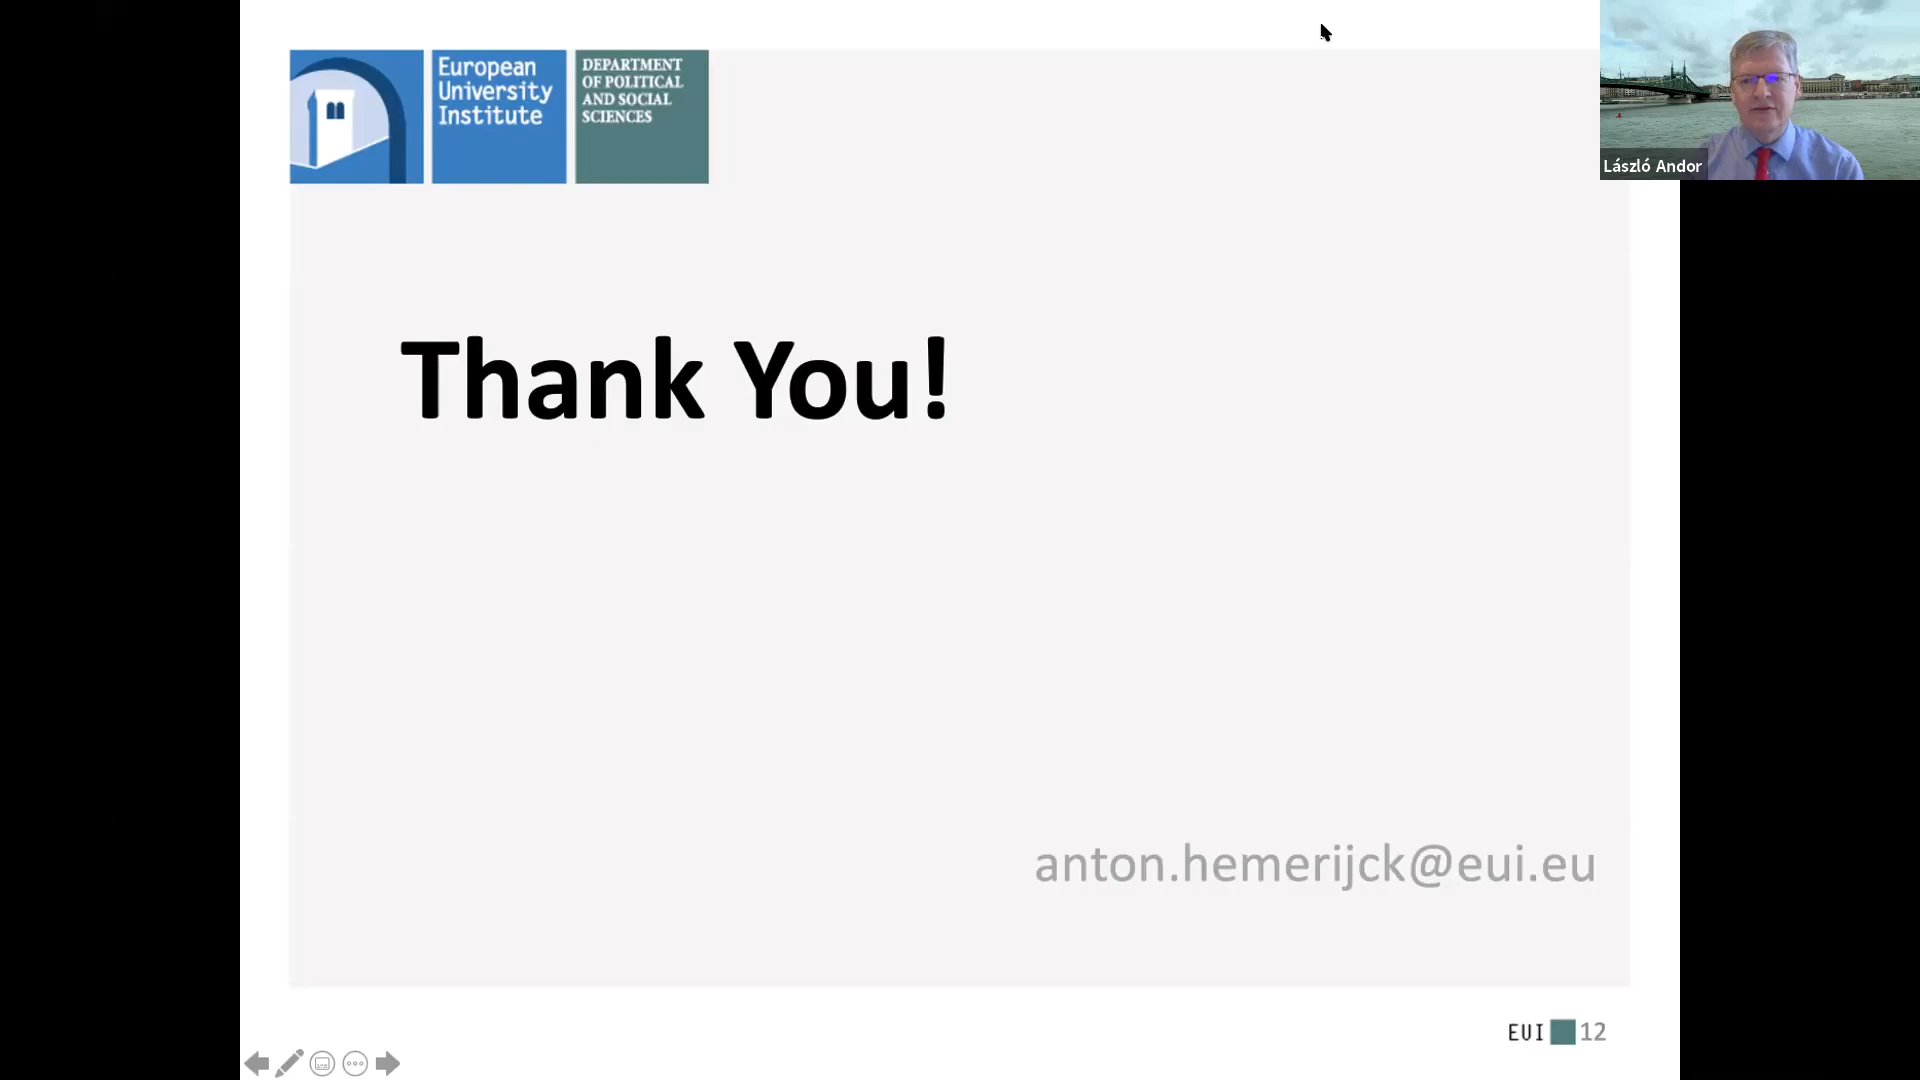 European
University
Institute
DEPARTMENT
OF POLITICAL
AND SOCIAL
SCIENCES
László Andor
Thank You!
anton.hemerijck@eui.eu
EUI 12